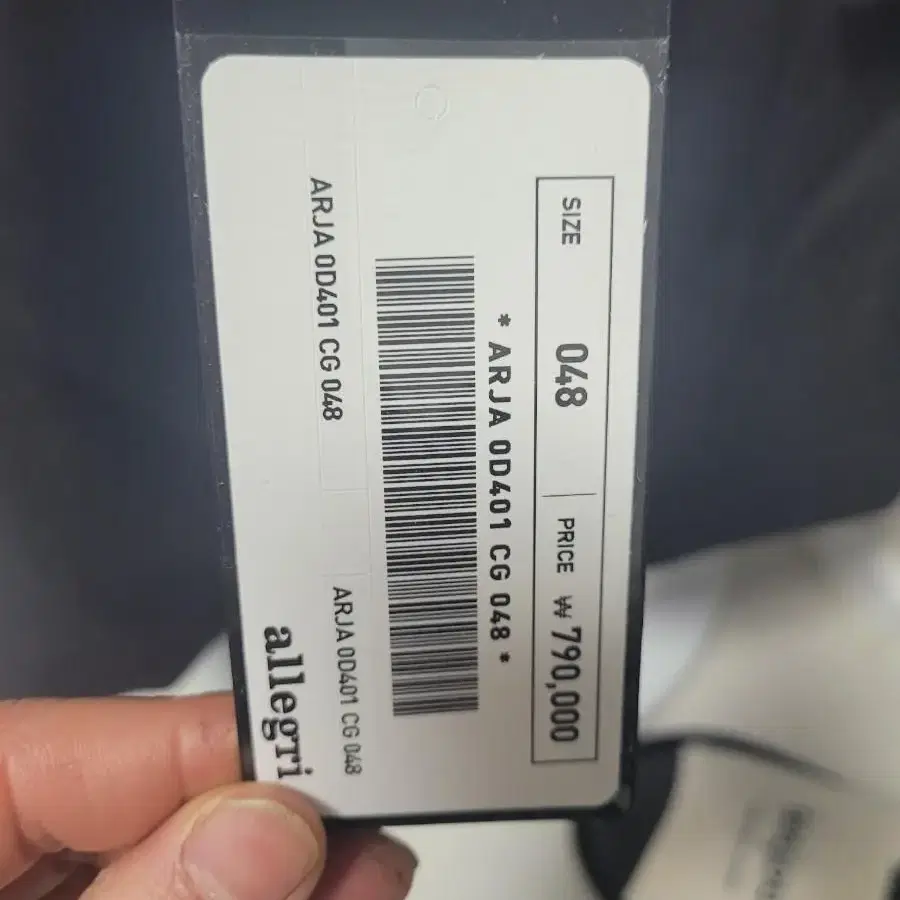 SIZE 048 PRICE ₩ 790,000
* ARJA 0D401 CG 048 *
ARJA 0D401 CG 048 ARJA 0D401 CG 048
allegri